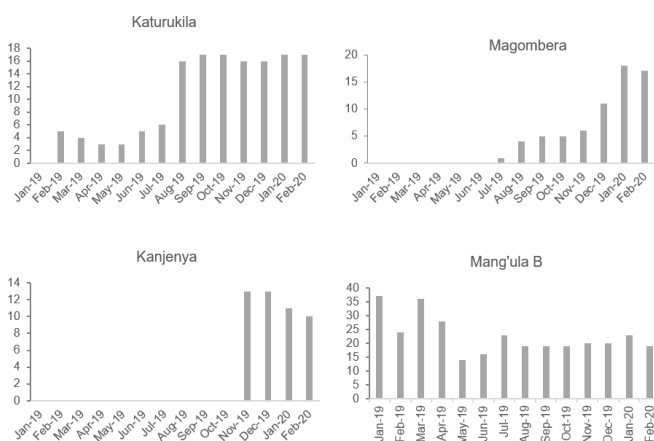 Katurukila
18
16
14
12
10
8
6
4
2
0
Jan-19
Feb-19
Mar-19
Apr-19
May-19
Jun-19
Jul-19
Aug-19
Sep-19
Oct-19
Nov-19
Dec-19
Jan-20
Feb-20
Magombera
20
15
10
5
0
Jan-19
Feb-19
Mar-19
Apr-19
May-19
Jun-19
Jul-19
Aug-19
Sep-19
Oct-19
Nov-19
Dec-19
Jan-20
Feb-20
Kanjenya
14
12
10
8
6
4
2
0
Jan-19
Feb-19
Mar-19
Apr-19
May-19
Jun-19
Jul-19
Aug-19
Sep-19
Oct-19
Nov-19
Dec-19
Jan-20
Feb-20
Mang'ula B
40
35
30
25
20
15
10
5
0
Jan-19
Feb-19
Mar-19
Apr-19
May-19
Jun-19
Jul-19
Aug-19
Sep-19
Oct-19
Nov-19
Dec-19
Jan-20
Feb-20